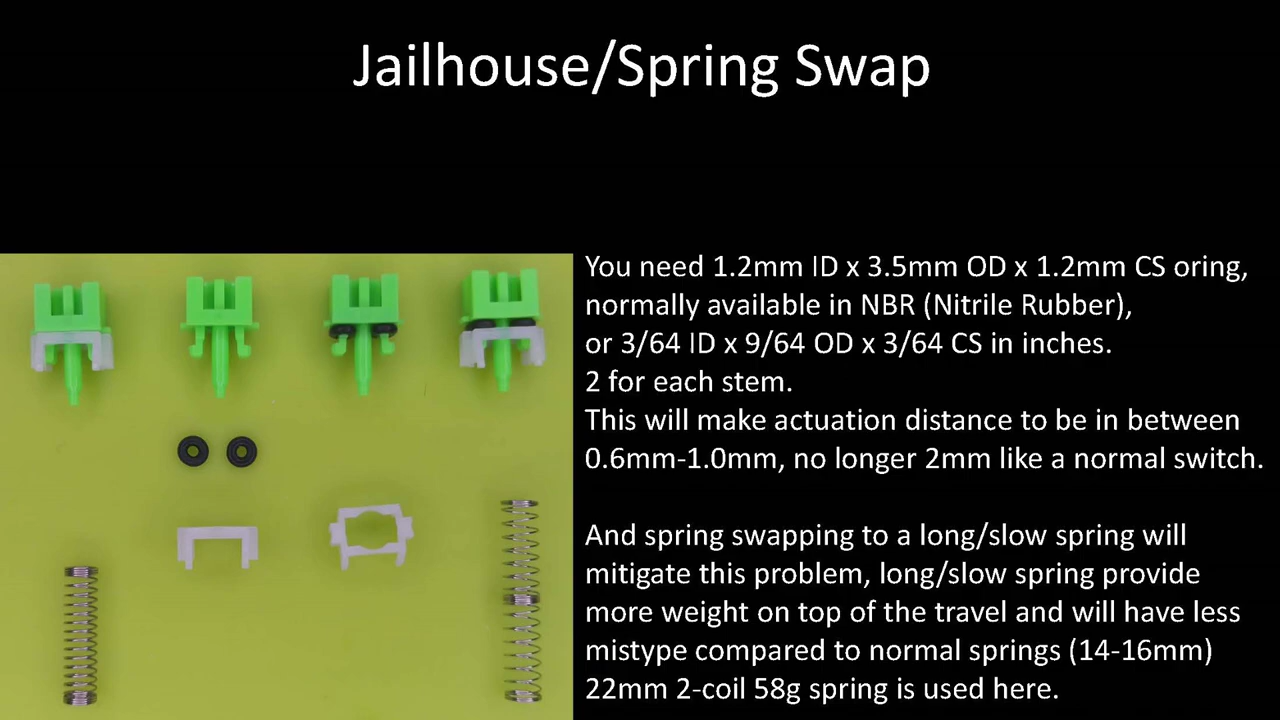 Jailhouse/Spring Swap
You need 1.2mm ID x 3.5mm OD x 1.2mm CS oring,
normally available in NBR (Nitrile Rubber),
or 3/64 ID x 9/64 OD x 3/64 CS in inches.
2 for each stem.
This will make actuation distance to be in between
0.6mm-1.0mm, no longer 2mm like a normal switch.
And spring swapping to a long/slow spring will
mitigate this problem, long/slow spring provide
more weight on top of the travel and will have less
mistype compared to normal springs (14-16mm)
22mm 2-coil 58g spring is used here.